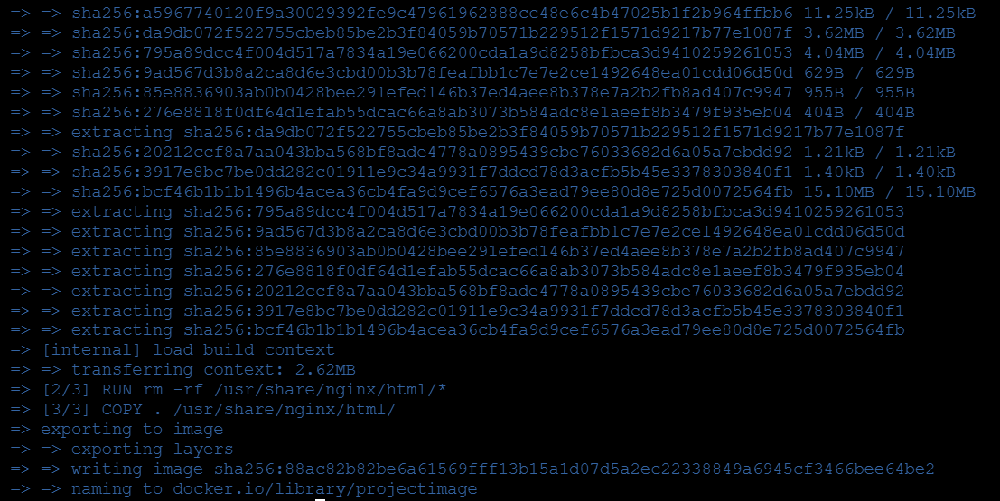 => => sha256:a5967740120f9a30029392fe9c47961962888cc48e6c4b47025b1f2b964ffbb6 11.25kB / 11.25kB
=> => sha256:da9db072f522755cbeb85be2b3f84059b70571b229512f1571d9217b77e1087f 3.62MB / 3.62MB
=> => sha256:795a89dcc4f004d517a7834a19e066200cda1a9d8258bfbca3d9410259261053 4.04MB / 4.04MB
=> => sha256:9ad567d3b8a2ca8d6e3cbd00b3b78feafbb1c7e7e2ce1492648ea01cdd06d50d 629B / 629B
=> => sha256:85e8836903ab0b0428bee291efed146b37ed4aee8b378e7a2b2fb8ad407c9947 955B / 955B
=> => sha256:276e8818f0df64d1efab55dcac66a8ab3073b584adc8e1aeef8b3479f935eb04 404B / 404B
=> => extracting sha256:da9db072f522755cbeb85be2b3f84059b70571b229512f1571d9217b77e1087f
=> => sha256:20212ccf8a7aa043bba568bf8ade4778a0895439cbe76033682d6a05a7ebdd92 1.21kB / 1.21kB
=> => sha256:3917e8bc7be0dd282c01911e9c34a9931f7ddcd78d3acfb5b45e3378303840f1 1.40kB / 1.40kB
=> => sha256:bcf46b1b1b1496b4acea36cb4fa9d9cef6576a3ead79ee80d8e725d0072564fb 15.10MB / 15.10MB
=> => extracting sha256:795a89dcc4f004d517a7834a19e066200cda1a9d8258bfbca3d9410259261053
=> => extracting sha256:9ad567d3b8a2ca8d6e3cbd00b3b78feafbb1c7e7e2ce1492648ea01cdd06d50d
=> => extracting sha256:85e8836903ab0b0428bee291efed146b37ed4aee8b378e7a2b2fb8ad407c9947
=> => extracting sha256:276e8818f0df64d1efab55dcac66a8ab3073b584adc8e1aeef8b3479f935eb04
=> => extracting sha256:20212ccf8a7aa043bba568bf8ade4778a0895439cbe76033682d6a05a7ebdd92
=> => extracting sha256:3917e8bc7be0dd282c01911e9c34a9931f7ddcd78d3acfb5b45e3378303840f1
=> => extracting sha256:bcf46b1b1b1496b4acea36cb4fa9d9cef6576a3ead79ee80d8e725d0072564fb
=> [internal] load build context
=> => transferring context: 2.62MB
=> [2/3] RUN rm -rf /usr/share/nginx/html/*
=> [3/3] COPY . /usr/share/nginx/html/
=> exporting to image
=> => exporting layers
=> => writing image sha256:88ac82b82be6a61569fff13b15a1d07d5a2ec22338849a6945cf3466bee64be2
=> => naming to docker.io/library/projectimage